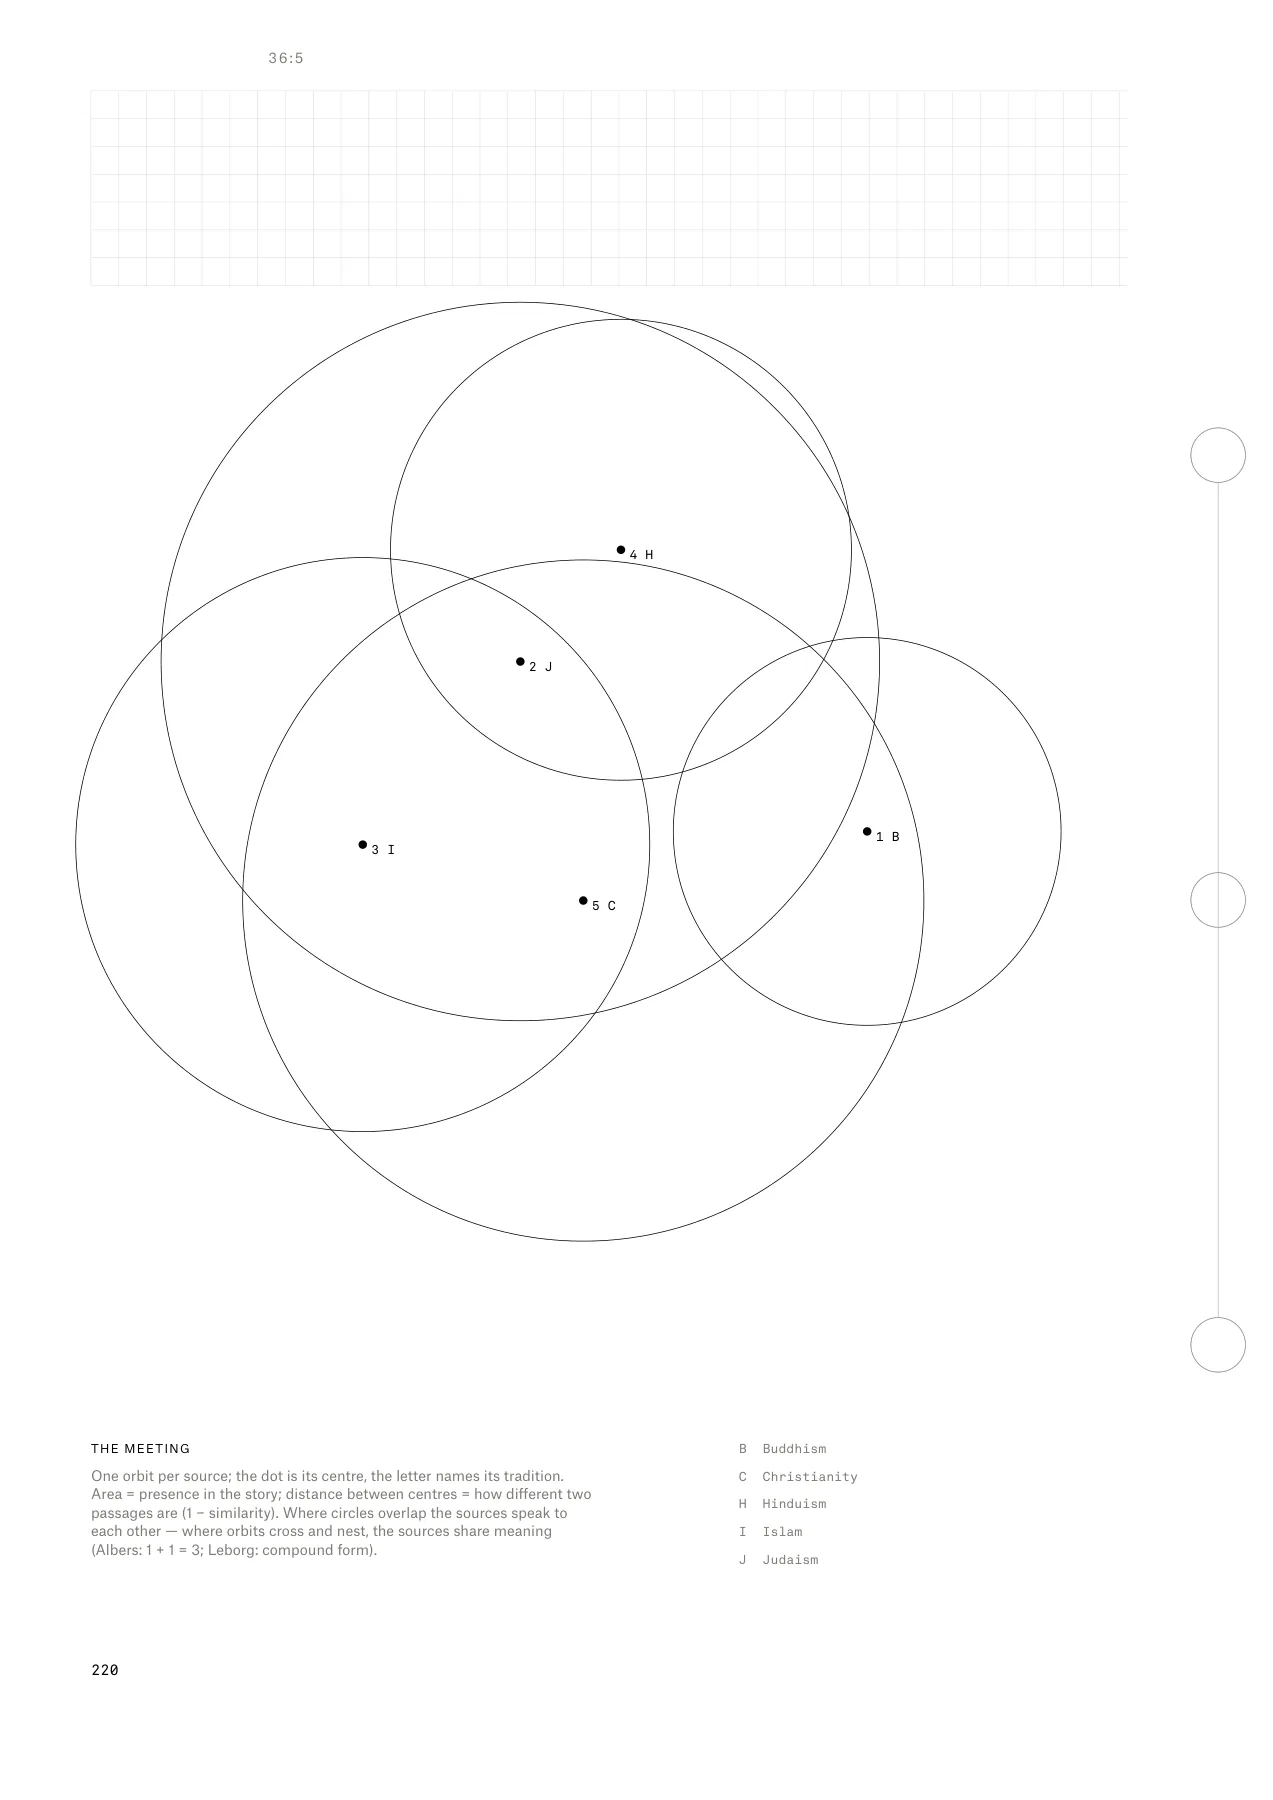 36:5
4 H
2 J
1 B
3 I
5 C
THE MEETING
One orbit per source; the dot is its centre, the letter names its tradition.
Area = presence in the story; distance between centres = how different two
passages are (1 − similarity). Where circles overlap the sources speak to
each other — where orbits cross and nest, the sources share meaning
(Albers: 1 + 1 = 3; Leborg: compound form).
B Buddhism
C Christianity
H Hinduism
I Islam
J Judaism
220